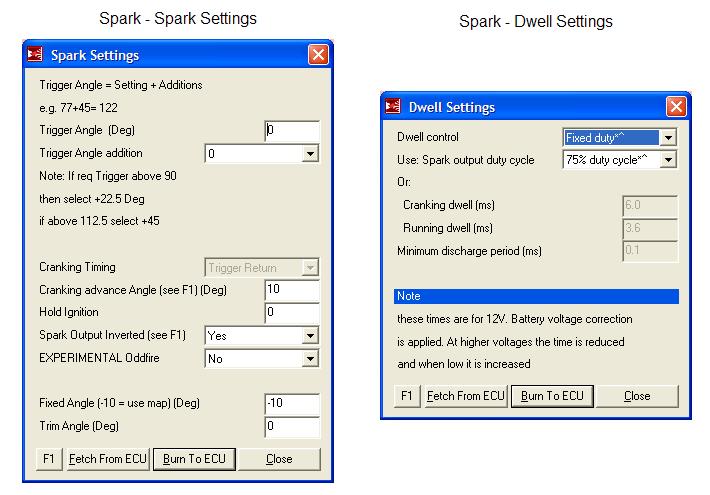 Spark - Spark Settings
Spark Settings
Trigger Angle = Setting + Additions
e.g. 77+45= 122
Trigger Angle (Deg) 0
Trigger Angle addition 0
Note: If req Trigger above 90
then select +22.5 Deg
if above 112.5 select +45
Cranking Timing Trigger Return
Cranking advance Angle (see F1) (Deg) 10
Hold Ignition 0
Spark Output Inverted (see F1) Yes
EXPERIMENTAL Oddfire No
Fixed Angle (-10 = use map) (Deg) -10
Trim Angle (Deg) 0
F1 Fetch From ECU Burn To ECU Close
Spark - Dwell Settings
Dwell Settings
Dwell control Fixed duty*^
Use: Spark output duty cycle 75% duty cycle*^
Or:
Cranking dwell (ms) 6.0
Running dwell (ms) 3.6
Minimum discharge period (ms) 0.1
Note
these times are for 12V. Battery voltage correction
is applied. At higher voltages the time is reduced
and when low it is increased
F1 Fetch From ECU Burn To ECU Close